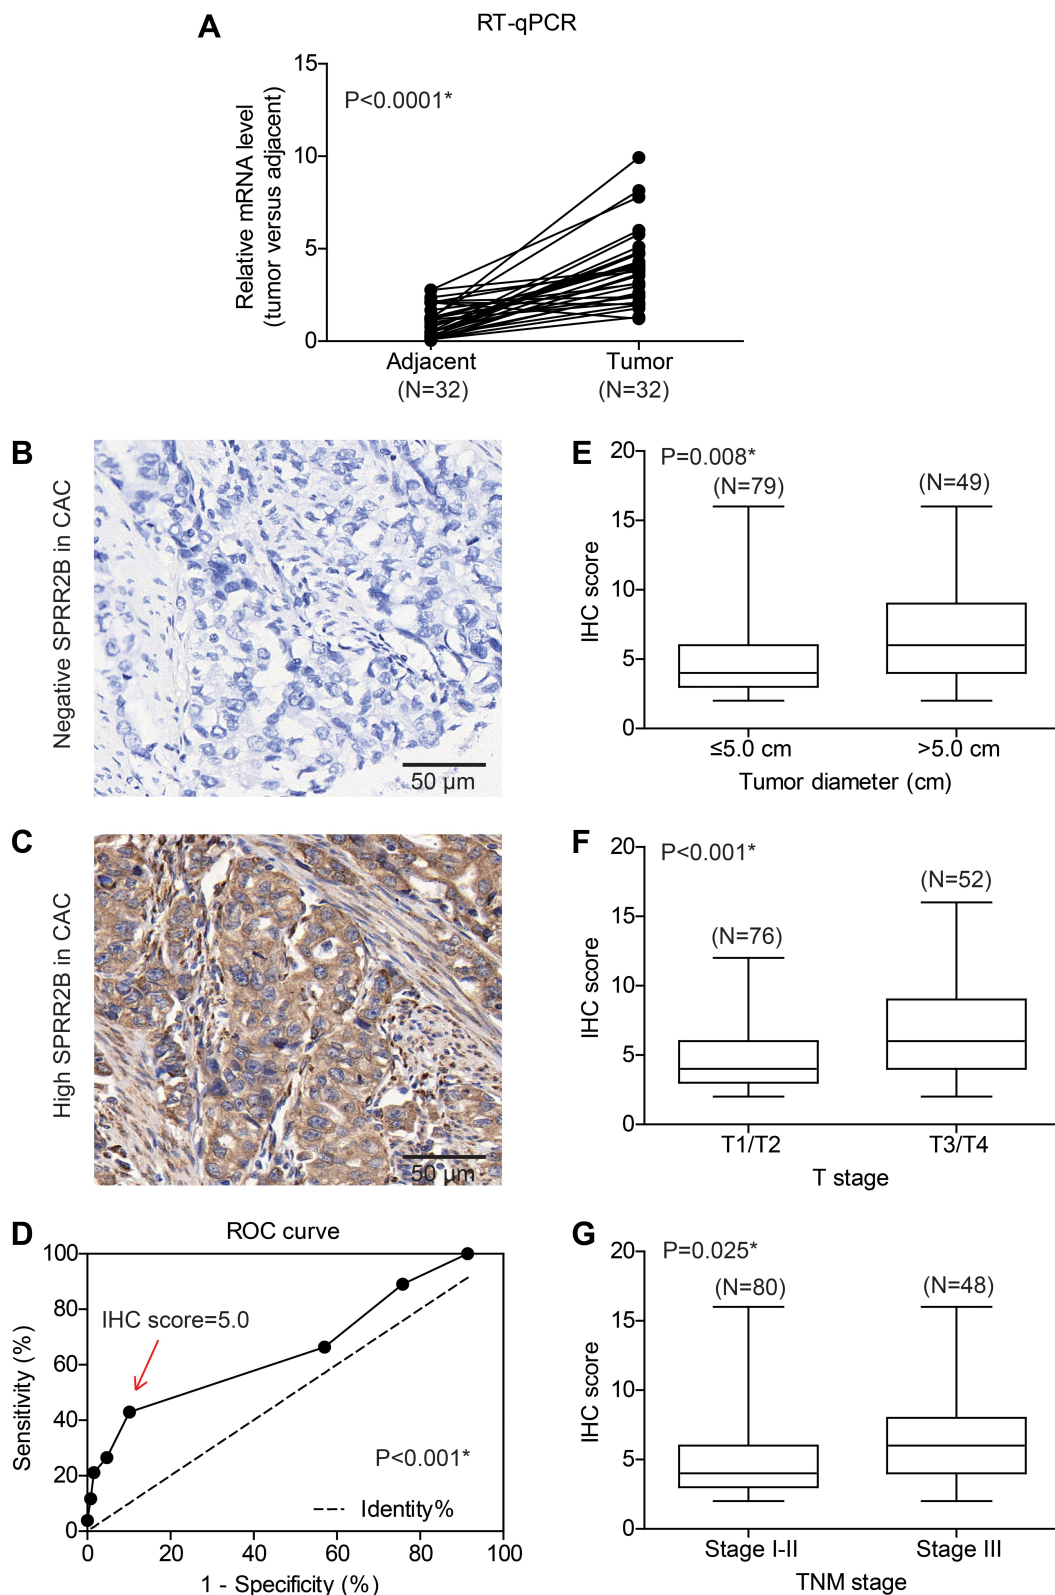 A
RT-qPCR
Relative mRNA level
(tumor versus adjacent)
15
10
5
0
P<0.0001*
Adjacent
(N=32)
Tumor
(N=32)
B
Negative SPRR2B in CAC
50 µm
C
High SPRR2B in CAC
50 µm
D
ROC curve
Sensitivity (%)
100
80
60
40
20
0
IHC score=5.0
P<0.001*
Identity%
0 20 40 60 80 100
1 - Specificity (%)
E
IHC score
20
15
10
5
0
P=0.008*
(N=79)
(N=49)
≤5.0 cm
>5.0 cm
Tumor diameter (cm)
F
IHC score
20
15
10
5
0
P<0.001*
(N=76)
(N=52)
T1/T2
T3/T4
T stage
G
IHC score
20
15
10
5
0
P=0.025*
(N=80)
(N=48)
Stage I-II
Stage III
TNM stage